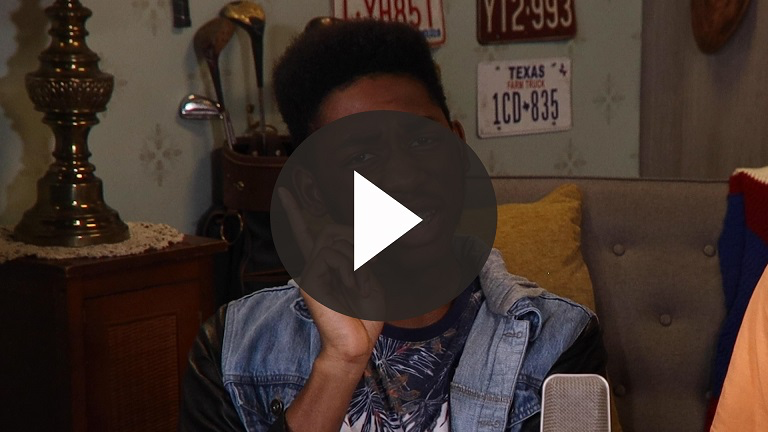 YT2·993
TEXAS
FARM TRUCK
1CD 835